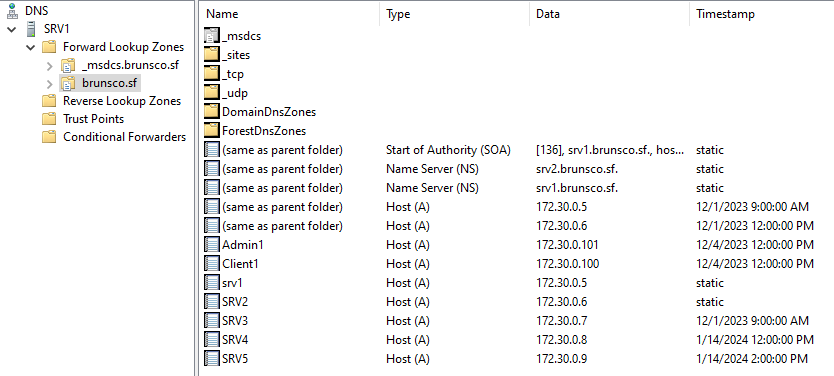 DNS
SRV1
Forward Lookup Zones
_msdcs.brunsco.sf
brunsco.sf
Reverse Lookup Zones
Trust Points
Conditional Forwarders
Name Type Data Timestamp
_msdcs
_sites
_tcp
_udp
DomainDnsZones
ForestDnsZones
(same as parent folder) Start of Authority (SOA) [136], srv1.brunsco.sf., hos... static
(same as parent folder) Name Server (NS) srv2.brunsco.sf. static
(same as parent folder) Name Server (NS) srv1.brunsco.sf. static
(same as parent folder) Host (A) 172.30.0.5 12/1/2023 9:00:00 AM
(same as parent folder) Host (A) 172.30.0.6 12/1/2023 12:00:00 PM
Admin1 Host (A) 172.30.0.101 12/4/2023 12:00:00 PM
Client1 Host (A) 172.30.0.100 12/4/2023 12:00:00 PM
srv1 Host (A) 172.30.0.5 static
SRV2 Host (A) 172.30.0.6 static
SRV3 Host (A) 172.30.0.7 12/1/2023 9:00:00 AM
SRV4 Host (A) 172.30.0.8 1/14/2024 12:00:00 PM
SRV5 Host (A) 172.30.0.9 1/14/2024 2:00:00 PM